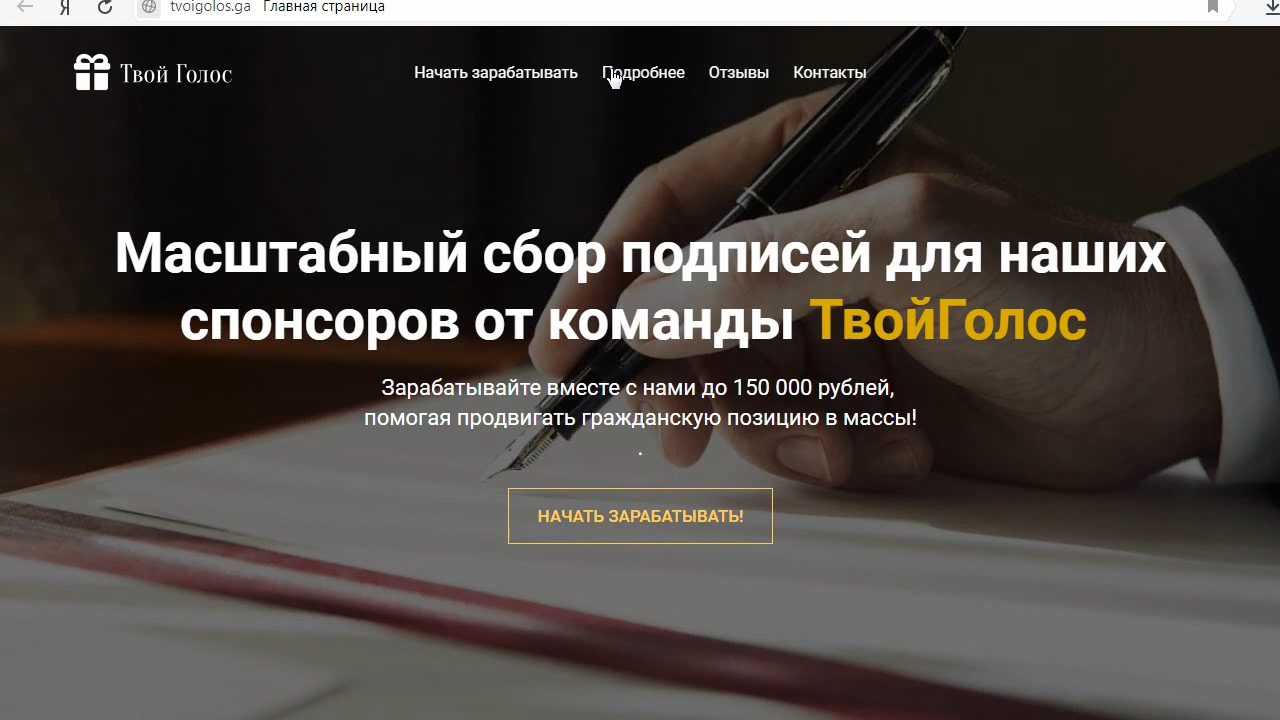 Я tvoigolos.ga Главная страница
Твой Голос Начать зарабатывать Подробнее Отзывы Контакты
Масштабный сбор подписей для наших
спонсоров от команды ТвойГолос
Зарабатывайте вместе с нами до 150 000 рублей,
помогая продвигать гражданскую позицию в массы!
.
НАЧАТЬ ЗАРАБАТЫВАТЬ!